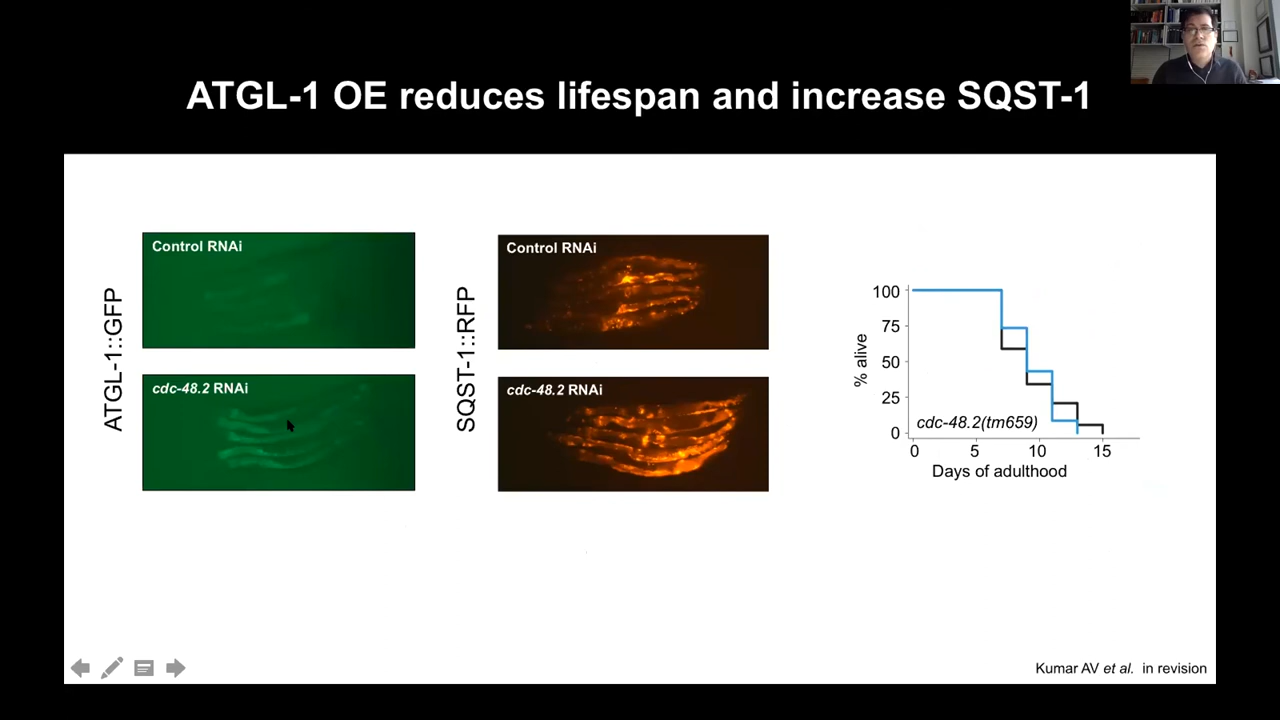 ATGL-1 OE reduces lifespan and increase SQST-1
ATGL-1::GFP
Control RNAi
cdc-48.2 RNAi
SQST-1::RFP
Control RNAi
cdc-48.2 RNAi
% alive
100
75
50
25
0
cdc-48.2(tm659)
0 5 10 15
Days of adulthood
Kumar AV et al. in revision